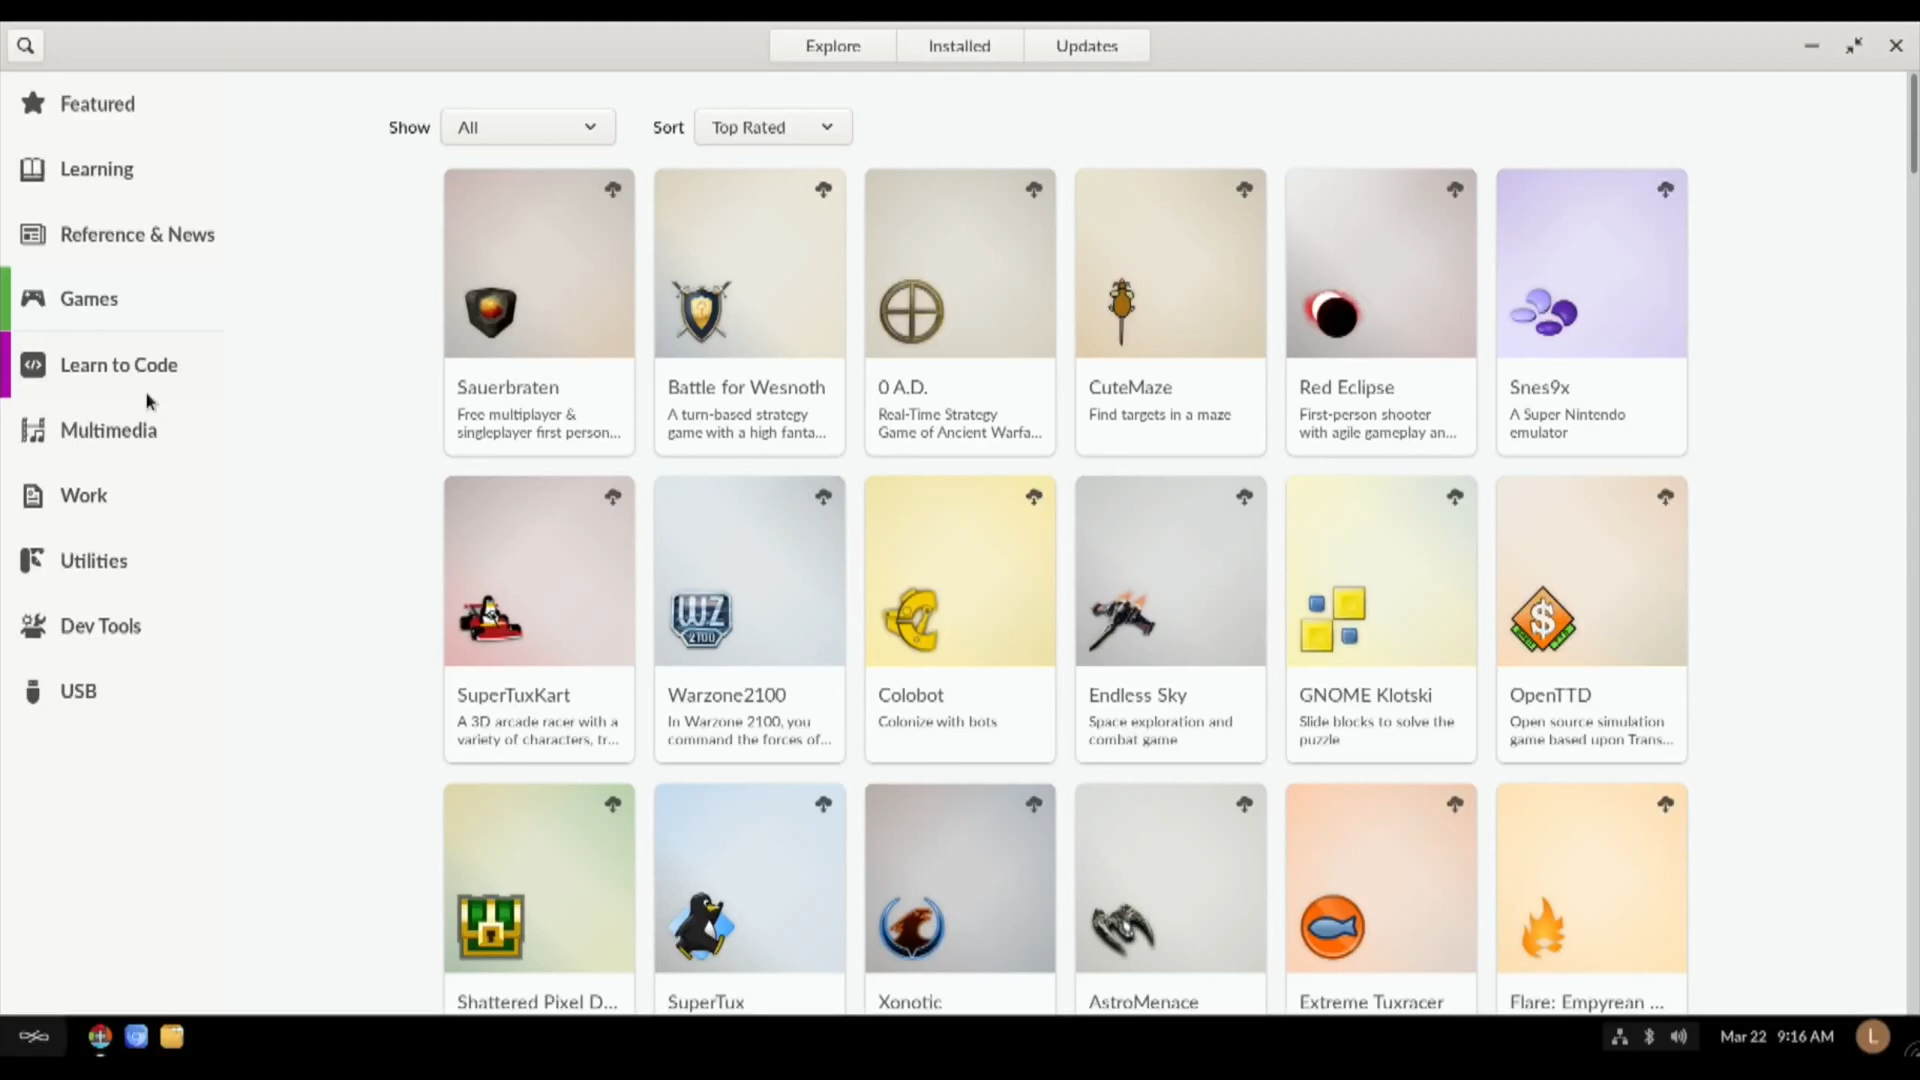 Explore
Installed
Updates
Featured
Learning
Reference & News
Games
Learn to Code
Multimedia
Work
Utilities
Dev Tools
USB
Show
All
Sort
Top Rated
Sauerbraten
Free multiplayer &
singleplayer first person...
Battle for Wesnoth
A turn-based strategy
game with a high fanta...
0 A.D.
Real-Time Strategy
Game of Ancient Warfa...
CuteMaze
Find targets in a maze
Red Eclipse
First-person shooter
with agile gameplay an...
Snes9x
A Super Nintendo
emulator
SuperTuxKart
A 3D arcade racer with a
variety of characters, tr...
WZ
2100
Warzone2100
In Warzone 2100, you
command the forces of...
Colobot
Colonize with bots
Endless Sky
Space exploration and
combat game
GNOME Klotski
Slide blocks to solve the
puzzle
$
OpenTTD
Open source simulation
game based upon Trans...
Shattered Pixel D...
SuperTux
Xonotic
AstroMenace
Extreme Tuxracer
Flare: Empyrean ...
Mar 22 9:16 AM
L